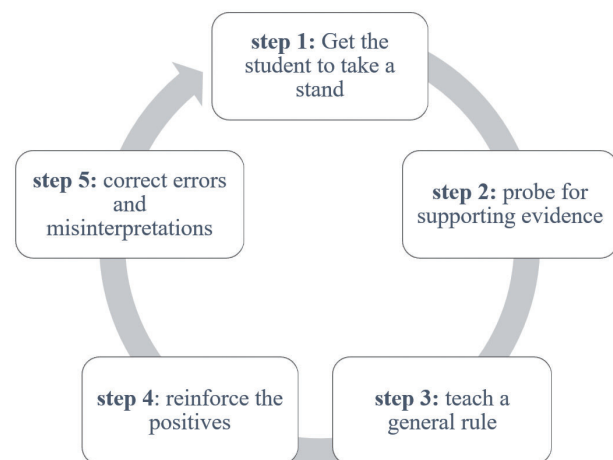 step 1: Get the
student to take a
stand
step 2: probe for
supporting evidence
step 3: teach a
general rule
step 4: reinforce the
positives
step 5: correct errors
and
misinterpretations